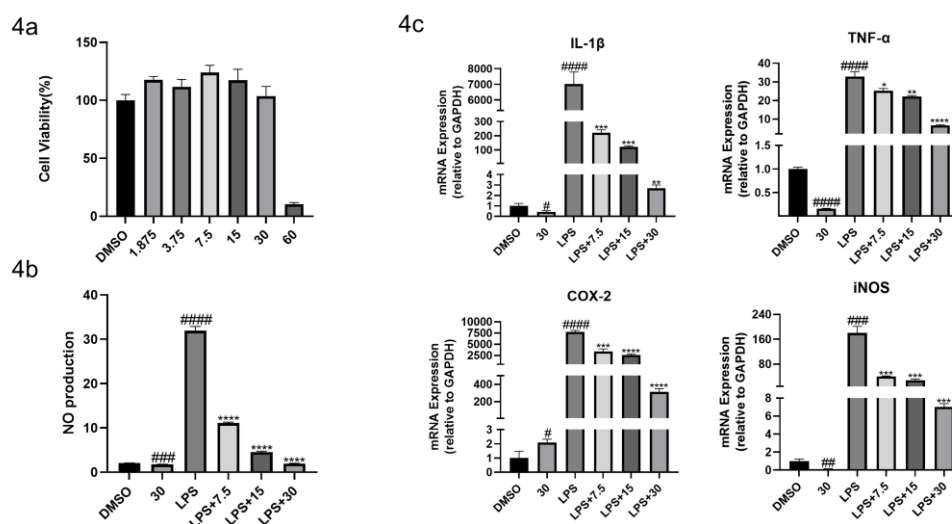 4a
Cell Viability(%)
150
100
50
0
DMSO
1.875
3.75
7.5
15
30
60
4b
NO production
40
30
20
10
0
###
####
****
****
****
DMSO
30
LPS
LPS+7.5
LPS+15
LPS+30
4c
IL-1β
mRNA Expression
(relative to GAPDH)
8000
7000
6000
200
100
4
3
2
1
0
#
####
***
***
**
DMSO
30
LPS
LPS+7.5
LPS+15
LPS+30
TNF-α
mRNA Expression
(relative to GAPDH)
40
30
20
10
1.5
1.0
0.5
####
####
*
**
****
DMSO
30
LPS
LPS+7.5
LPS+15
LPS+30
COX-2
mRNA Expression
(relative to GAPDH)
10000
7500
5000
2500
400
200
3
2
1
0
#
####
***
****
****
DMSO
30
LPS
LPS+7.5
LPS+15
LPS+30
iNOS
mRNA Expression
(relative to GAPDH)
240
160
80
8
6
4
2
0
##
###
***
***
***
DMSO
30
LPS
LPS+7.5
LPS+15
LPS+30